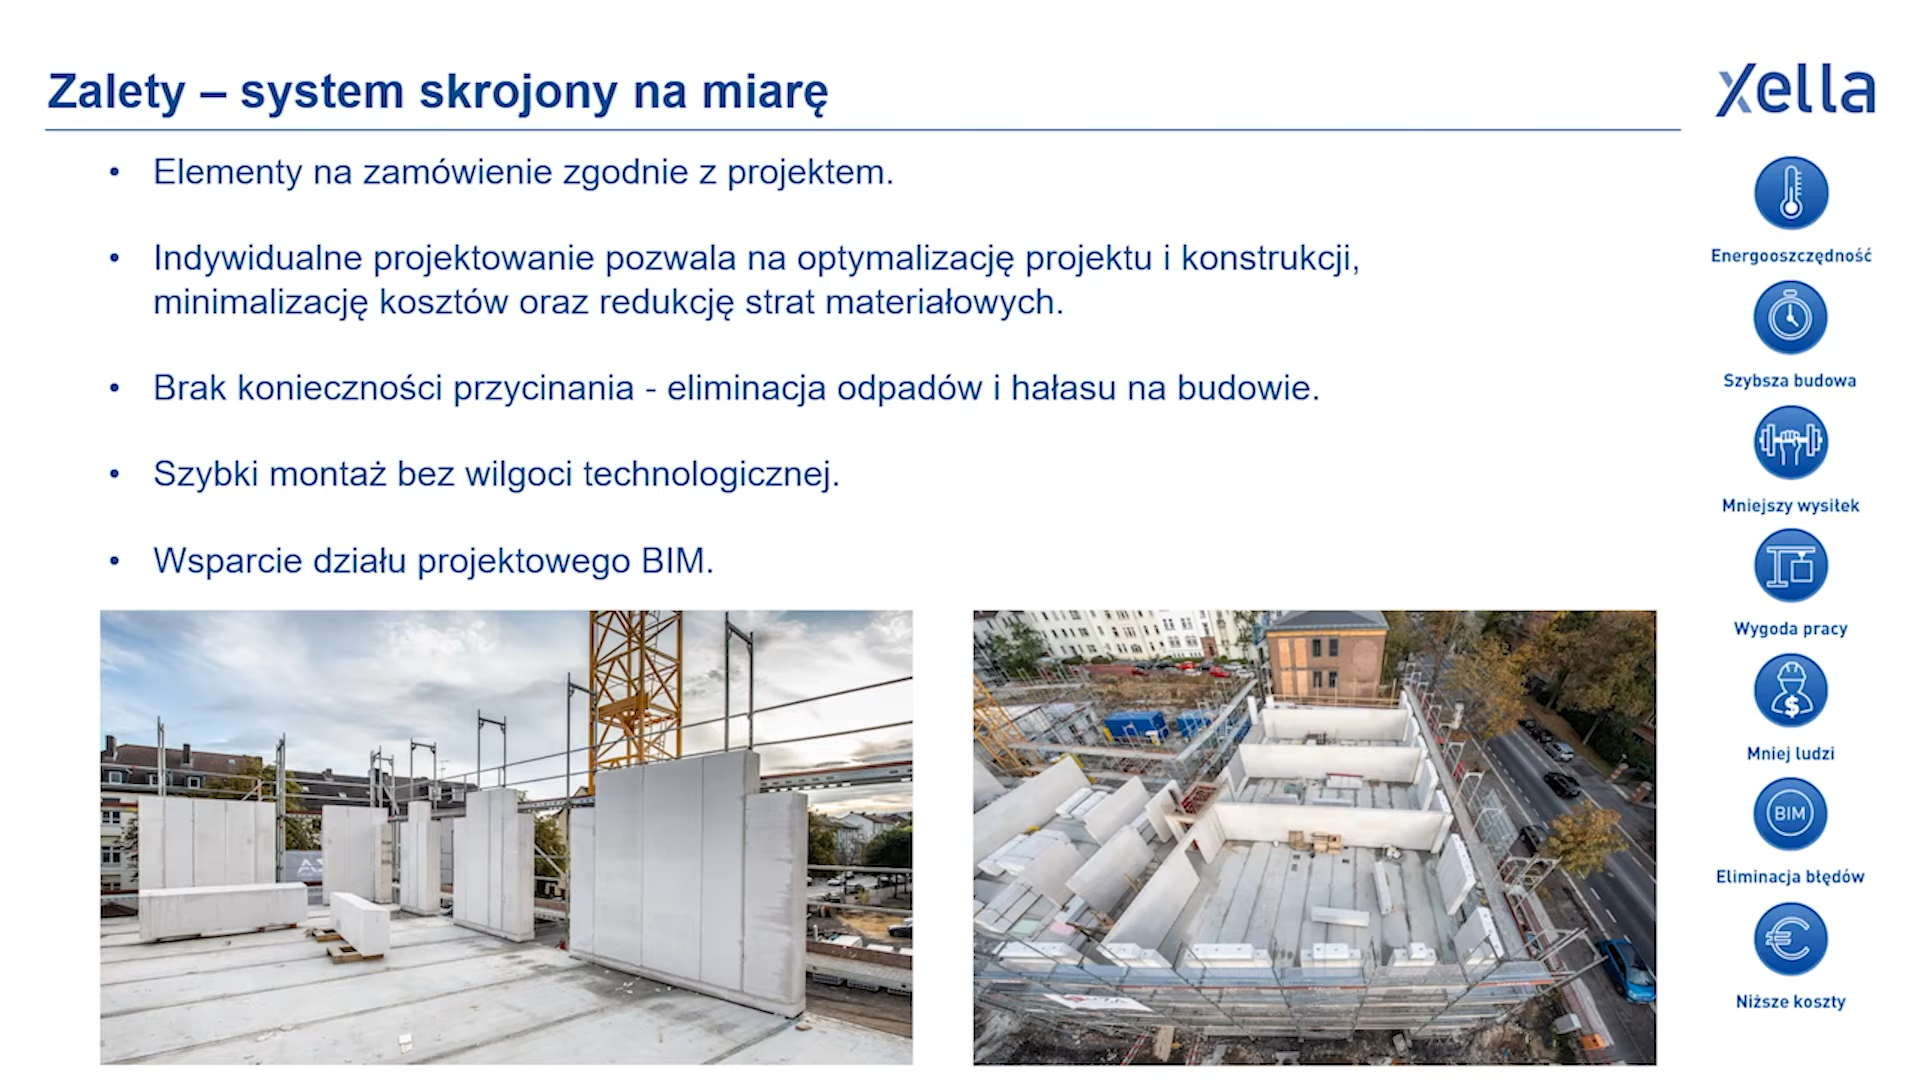 Zalety – system skrojony na miarę
xella
• Elementy na zamówienie zgodnie z projektem.
• Indywidualne projektowanie pozwala na optymalizację projektu i konstrukcji,
minimalizację kosztów oraz redukcję strat materiałowych.
• Brak konieczności przycinania - eliminacja odpadów i hałasu na budowie.
• Szybki montaż bez wilgoci technologicznej.
• Wsparcie działu projektowego BIM.
Energooszczędność
Szybsza budowa
Mniejszy wysiłek
Wygoda pracy
$
Mniej ludzi
BIM
Eliminacja błędów
€
Niższe koszty